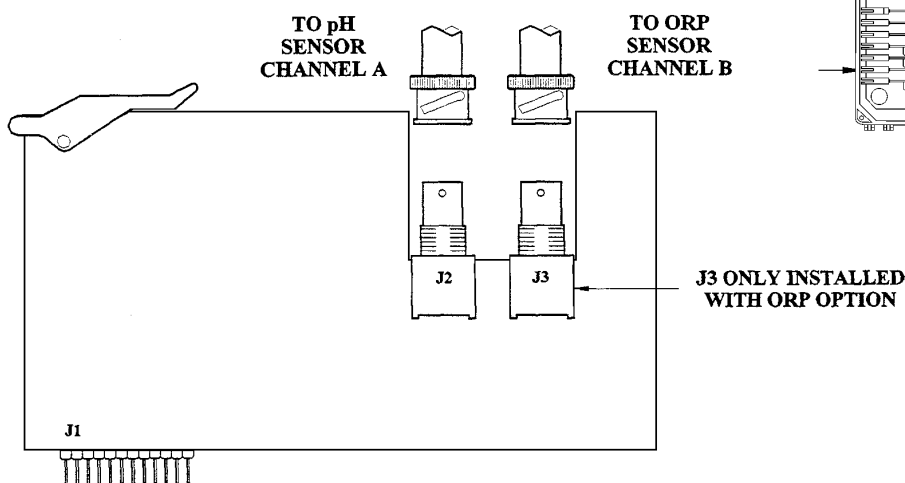 TO pH
SENSOR
CHANNEL A
TO ORP
SENSOR
CHANNEL B
J2
J3
J3 ONLY INSTALLED
WITH ORP OPTION
J1